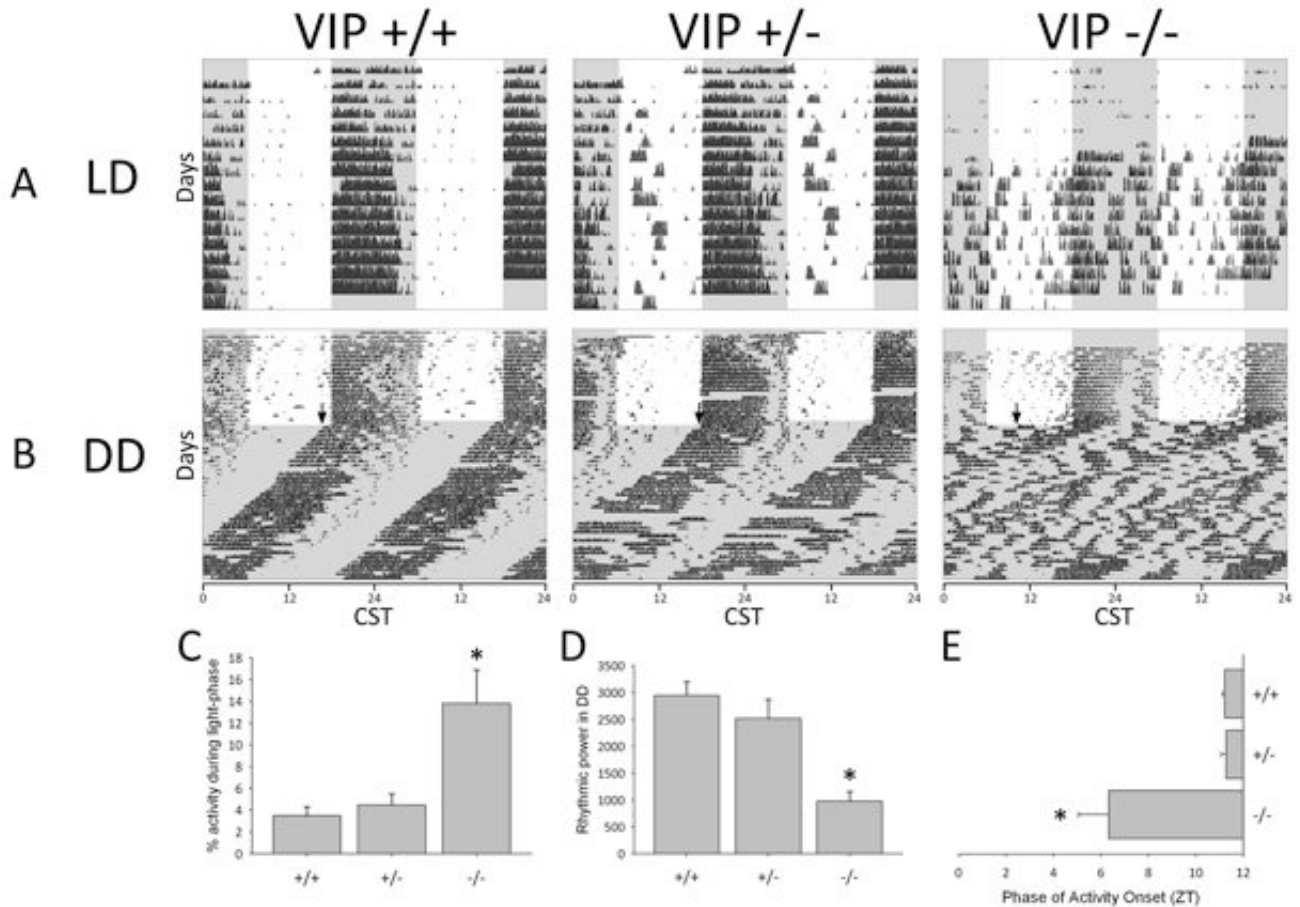 VIP +/+ VIP +/- VIP -/-
A LD Days
B DD Days
0 12 24 12 24 0 12 24 12 24 0 12 24 12 24
CST CST CST
C D E
% activity during light-phase
18
16
14
12
10
8
6
4
2
0
*
+/+ +/- -/-
Rhythmic power in DD
3500
3000
2500
2000
1500
1000
500
0
*
+/+ +/- -/-
+/+
+/-
* -/-
0 2 4 6 8 10 12
Phase of Activity Onset (ZT)